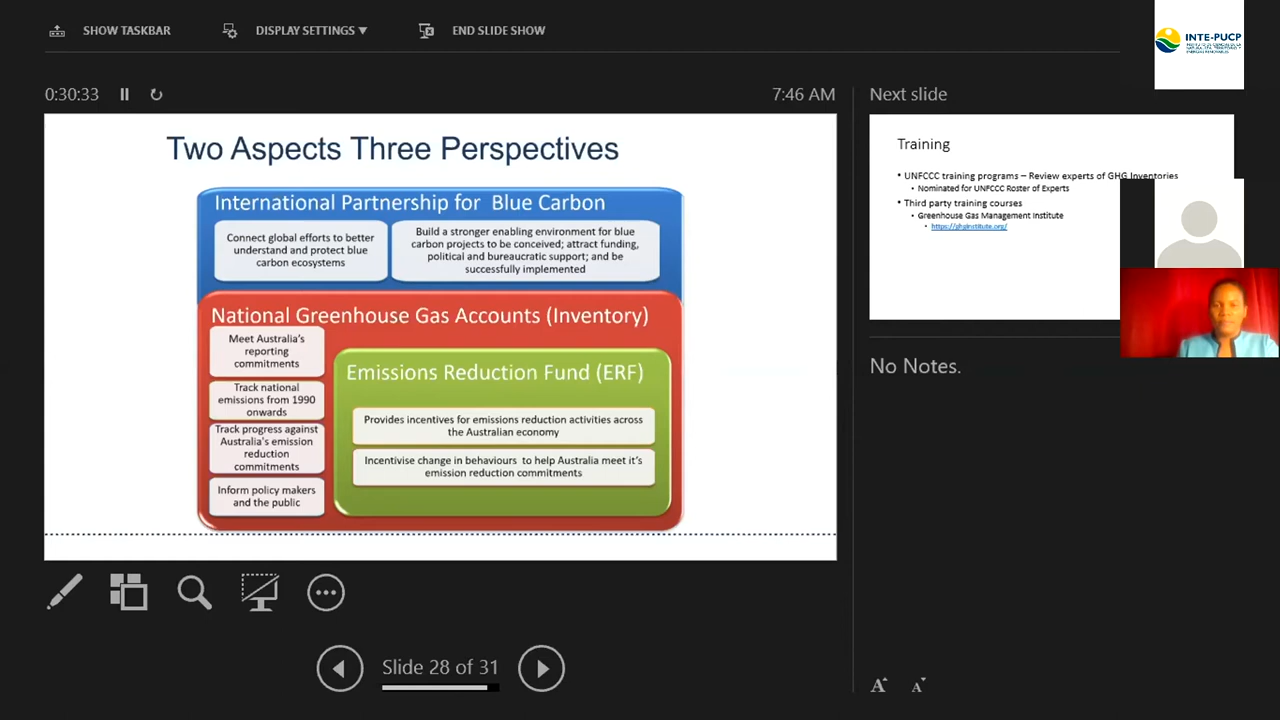 SHOW TASKBAR
DISPLAY SETTINGS ▼
END SLIDE SHOW
INTE-PUCP
0:30:33
7:46 AM
Two Aspects Three Perspectives
International Partnership for Blue Carbon
Connect global efforts to better
understand and protect blue
carbon ecosystems
Build a stronger enabling environment for blue
carbon projects to be conceived; attract funding,
political and bureaucratic support; and be
successfully implemented
National Greenhouse Gas Accounts (Inventory)
Meet Australia's
reporting
commitments
Track national
emissions from 1990
onwards
Track progress against
Australia's emission
reduction
commitments
Inform policy makers
and the public
Emissions Reduction Fund (ERF)
Provides incentives for emissions reduction activities across
the Australian economy
Incentivise change in behaviours to help Australia meet it's
emission reduction commitments
Slide 28 of 31
Next slide
Training
• UNFCCC training programs – Review experts of GHG Inventories
• Nominated for UNFCCC Roster of Experts
• Third party training courses
• Greenhouse Gas Management Institute
• https://ghginstitute.org/
No Notes.
A
A